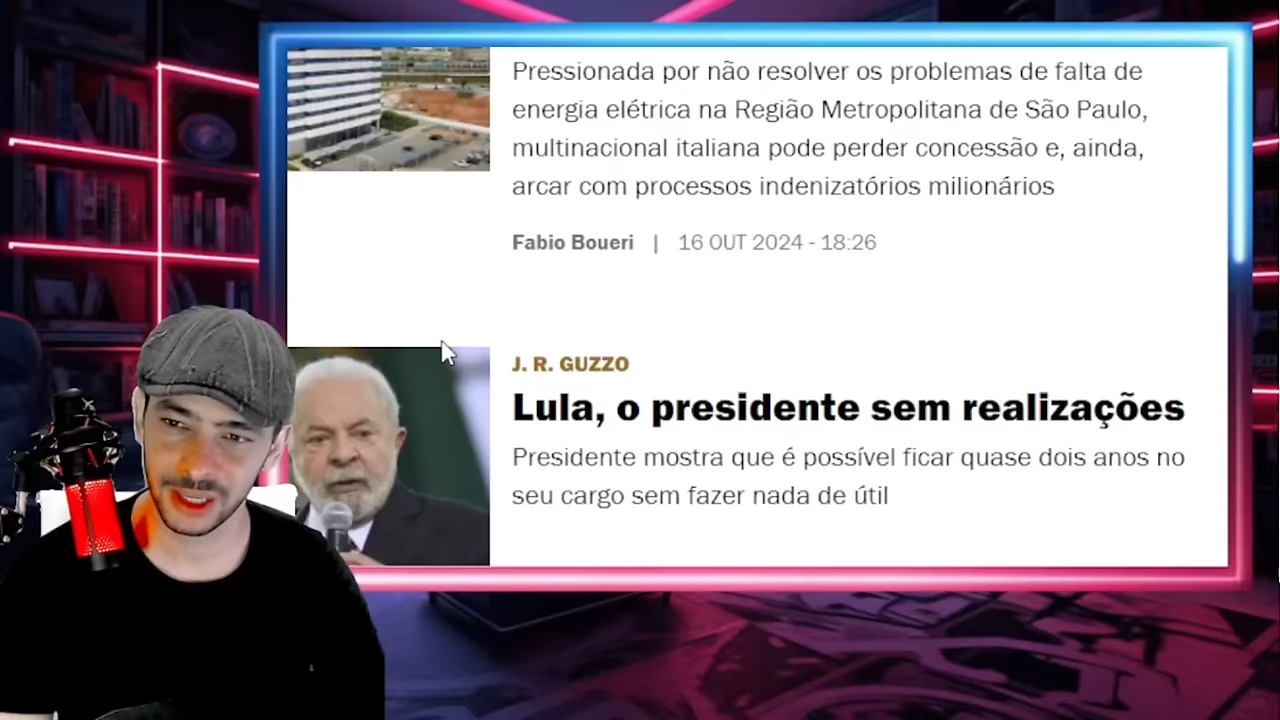 Pressionada por não resolver os problemas de falta de
energia elétrica na Região Metropolitana de São Paulo,
multinacional italiana pode perder concessão e, ainda,
arcar com processos indenizatórios milionários
Fabio Boueri | 16 OUT 2024 - 18:26
J. R. GUZZO
Lula, o presidente sem realizações
Presidente mostra que é possível ficar quase dois anos no
seu cargo sem fazer nada de útil